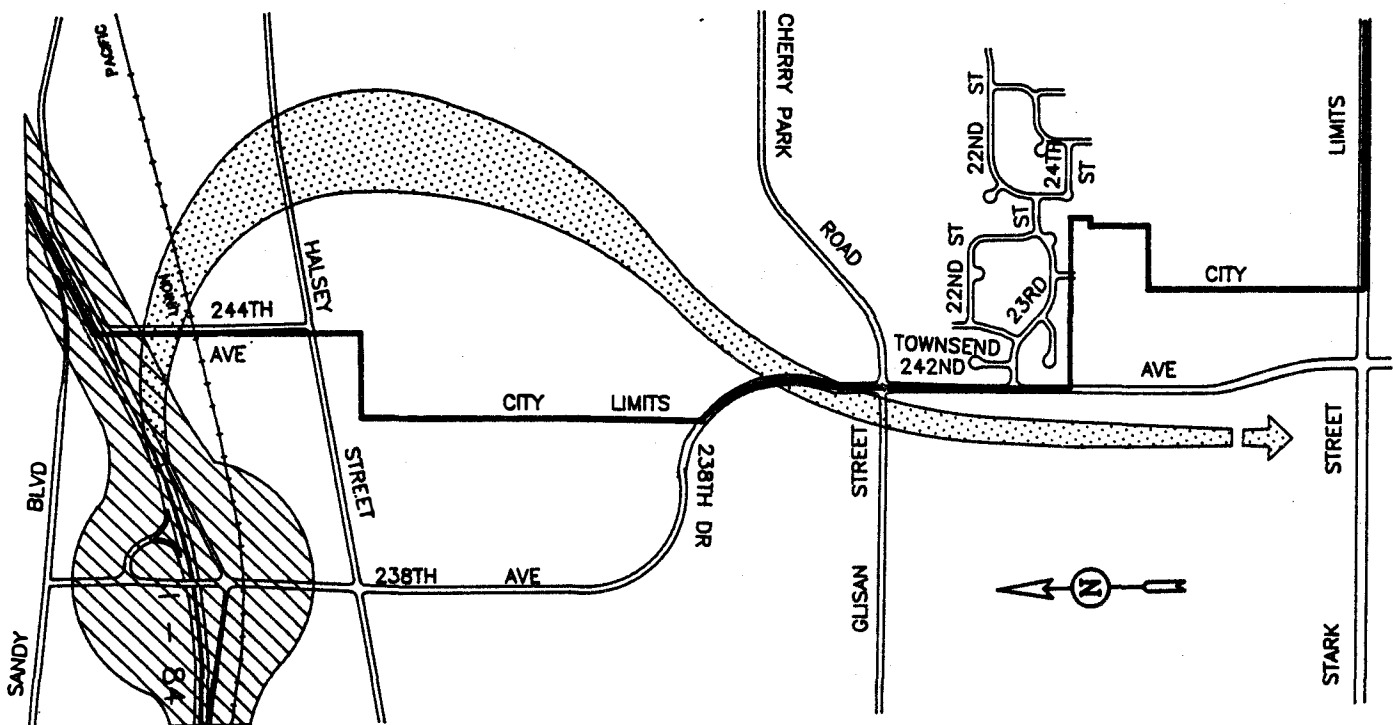 PACIFIC
UNION
SANDY
BLVD
I - 84
244TH
AVE
HALSEY
STREET
CITY LIMITS
238TH AVE
238TH DR
CHERRY PARK
ROAD
GLISAN
STREET
22ND ST
24TH
ST
ST
22ND ST
23RD
TOWNSEND
242ND
AVE
CITY
LIMITS
STARK
STREET
N